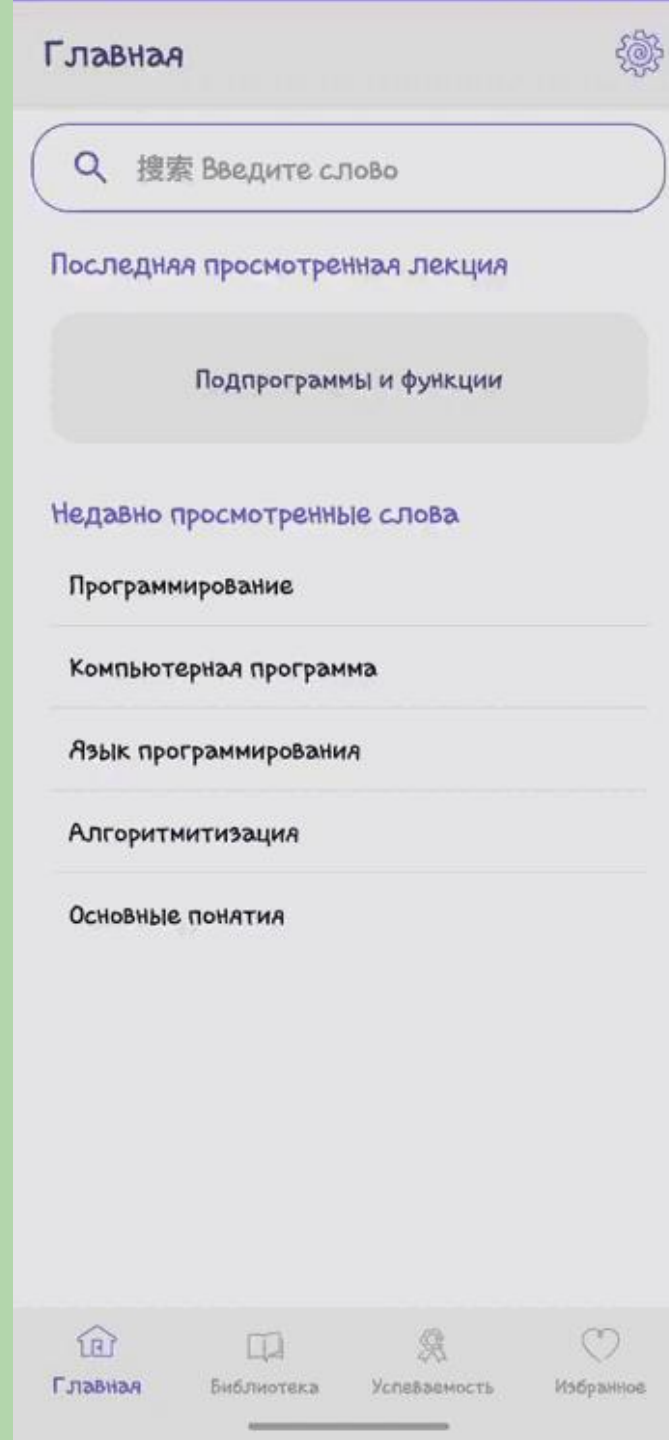 Главная
搜索 Введите слово
Последняя просмотренная лекция
Подпрограммы и функции
Недавно просмотренные слова
Программирование
Компьютерная программа
Язык программирования
Алгоритмитизация
Основные понятия
Главная Библиотека Успеваемость Избранное